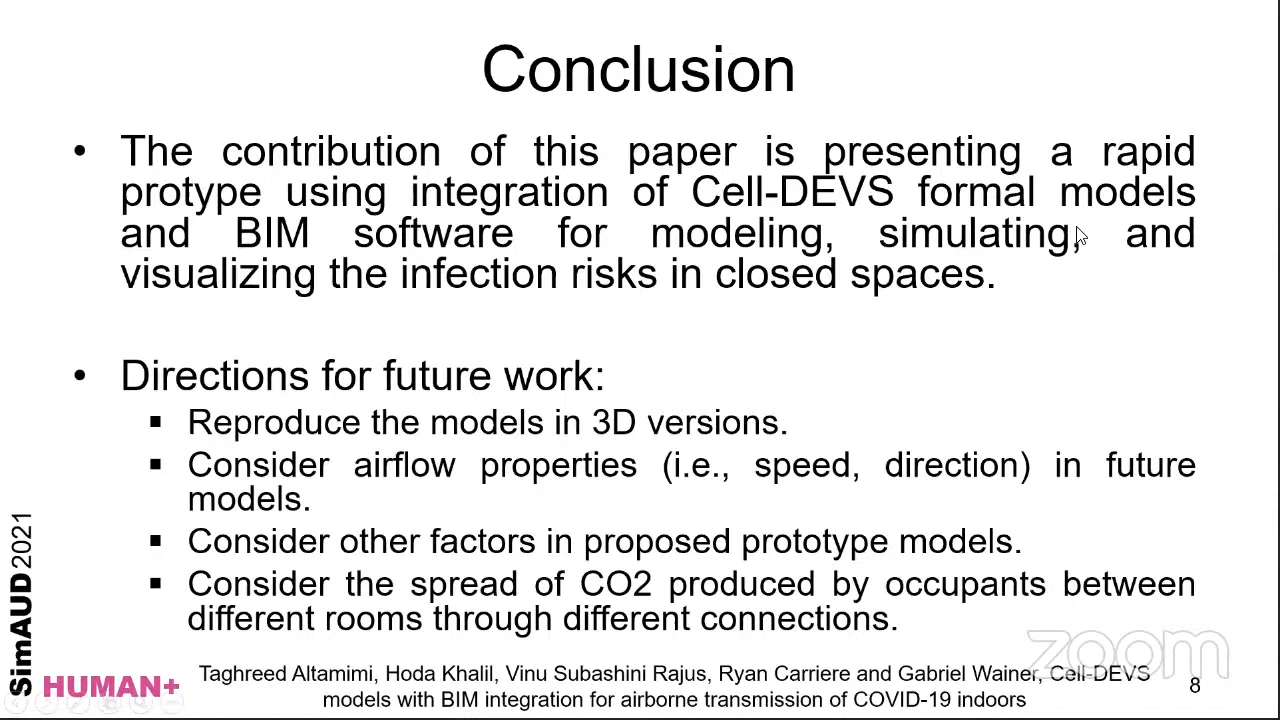 Conclusion
• The contribution of this paper is presenting a rapid
protype using integration of Cell-DEVS formal models
and BIM software for modeling, simulating, and
visualizing the infection risks in closed spaces.
• Directions for future work:
▪ Reproduce the models in 3D versions.
▪ Consider airflow properties (i.e., speed, direction) in future
models.
▪ Consider other factors in proposed prototype models.
▪ Consider the spread of CO2 produced by occupants between
different rooms through different connections.
SimAUD2021
HUMAN+
Taghreed Altamimi, Hoda Khalil, Vinu Subashini Rajus, Ryan Carriere and Gabriel Wainer, Cell-DEVS
models with BIM integration for airborne transmission of COVID-19 indoors
8
zoom